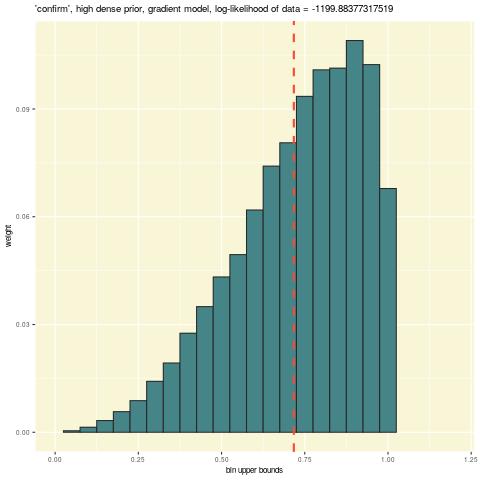 'confirm', high dense prior, gradient model, log-likelihood of data = -1199.88377317519
weight
0.09
0.06
0.03
0.00
0.00 0.25 0.50 0.75 1.00 1.25
bin upper bounds